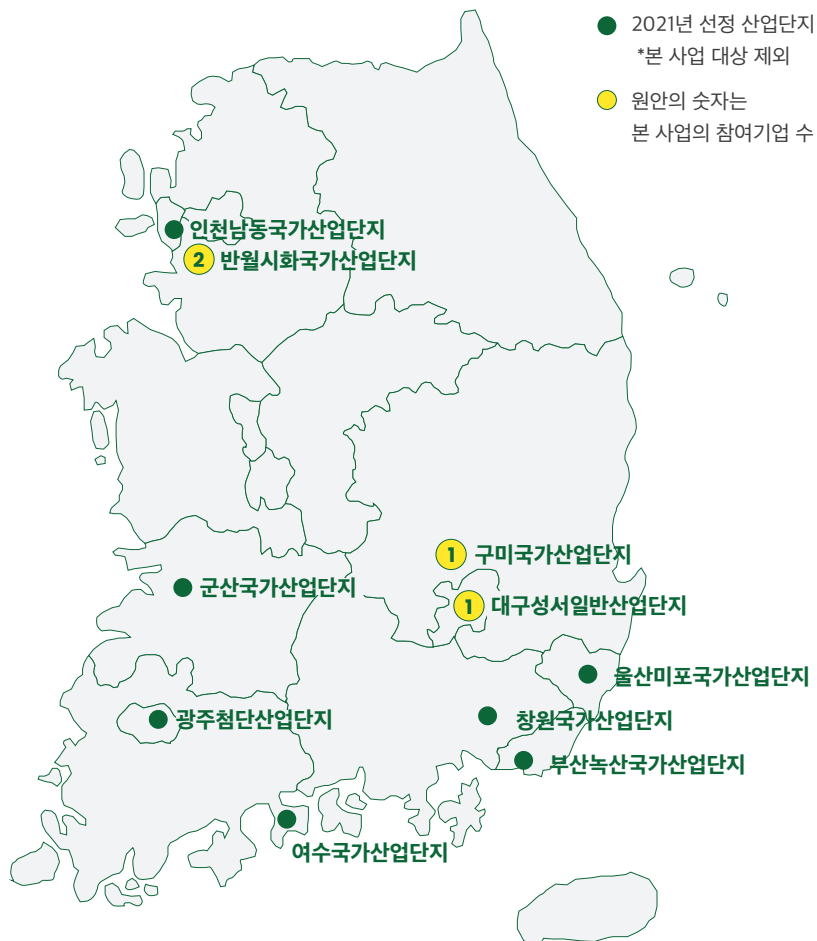 2021년 선정 산업단지
*본 사업 대상 제외
원안의 숫자는
본 사업의 참여기업 수
인천남동국가산업단지
2 반월시화국가산업단지
1 구미국가산업단지
군산국가산업단지
1 대구성서일반산업단지
울산미포국가산업단지
광주첨단산업단지
창원국가산업단지
부산녹산국가산업단지
여수국가산업단지